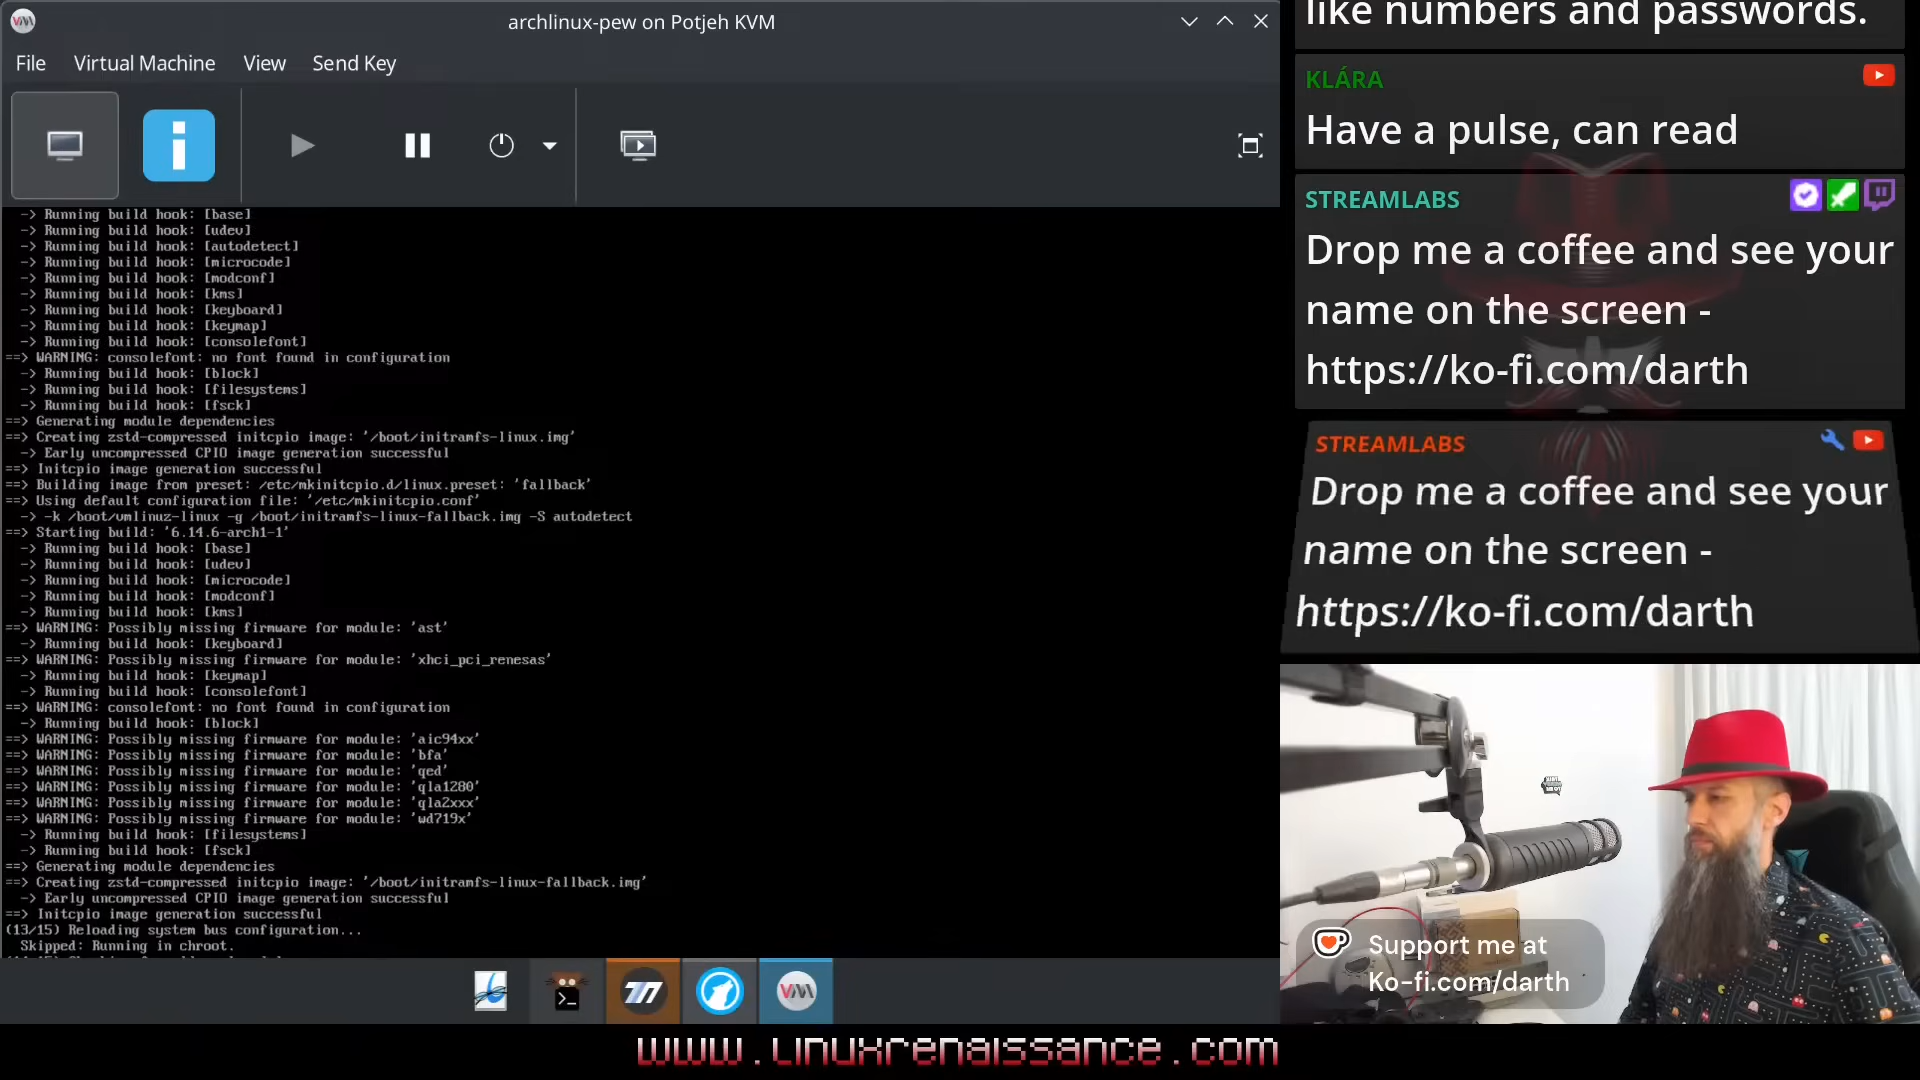 archlinux-pew on Potjeh KVM
File Virtual Machine View Send Key
-> Running build hook: [base]
-> Running build hook: [udev]
-> Running build hook: [autodetect]
-> Running build hook: [microcode]
-> Running build hook: [modconf]
-> Running build hook: [kms]
-> Running build hook: [keyboard]
-> Running build hook: [keymap]
-> Running build hook: [consolefont]
==> WARNING: consolefont: no font found in configuration
-> Running build hook: [block]
-> Running build hook: [filesystems]
-> Running build hook: [fsck]
==> Generating module dependencies
==> Creating zstd-compressed initcpio image: '/boot/initramfs-linux.img'
-> Early uncompressed CPIO image generation successful
==> Initcpio image generation successful
==> Building image from preset: /etc/mkinitcpio.d/linux.preset: 'fallback'
==> Using default configuration file: '/etc/mkinitcpio.conf'
-> -k /boot/vmlinuz-linux -g /boot/initramfs-linux-fallback.img -S autodetect
==> Starting build: '6.14.6-arch1-1'
-> Running build hook: [base]
-> Running build hook: [udev]
-> Running build hook: [microcode]
-> Running build hook: [modconf]
-> Running build hook: [kms]
==> WARNING: Possibly missing firmware for module: 'ast'
-> Running build hook: [keyboard]
==> WARNING: Possibly missing firmware for module: 'xhci_pci_renesas'
-> Running build hook: [keymap]
-> Running build hook: [consolefont]
==> WARNING: consolefont: no font found in configuration
-> Running build hook: [block]
==> WARNING: Possibly missing firmware for module: 'aic94xx'
==> WARNING: Possibly missing firmware for module: 'bfa'
==> WARNING: Possibly missing firmware for module: 'qed'
==> WARNING: Possibly missing firmware for module: 'qla1280'
==> WARNING: Possibly missing firmware for module: 'qla2xxx'
==> WARNING: Possibly missing firmware for module: 'wd719x'
-> Running build hook: [filesystems]
-> Running build hook: [fsck]
==> Generating module dependencies
==> Creating zstd-compressed initcpio image: '/boot/initramfs-linux-fallback.img'
-> Early uncompressed CPIO image generation successful
==> Initcpio image generation successful
(13/15) Reloading system bus configuration...
Skipped: Running in chroot.
like numbers and passwords.
KLÁRA
Have a pulse, can read
STREAMLABS
Drop me a coffee and see your
name on the screen -
https://ko-fi.com/darth
STREAMLABS
Drop me a coffee and see your
name on the screen -
https://ko-fi.com/darth
Support me at
Ko-fi.com/darth
www.linuxrenaissance.com